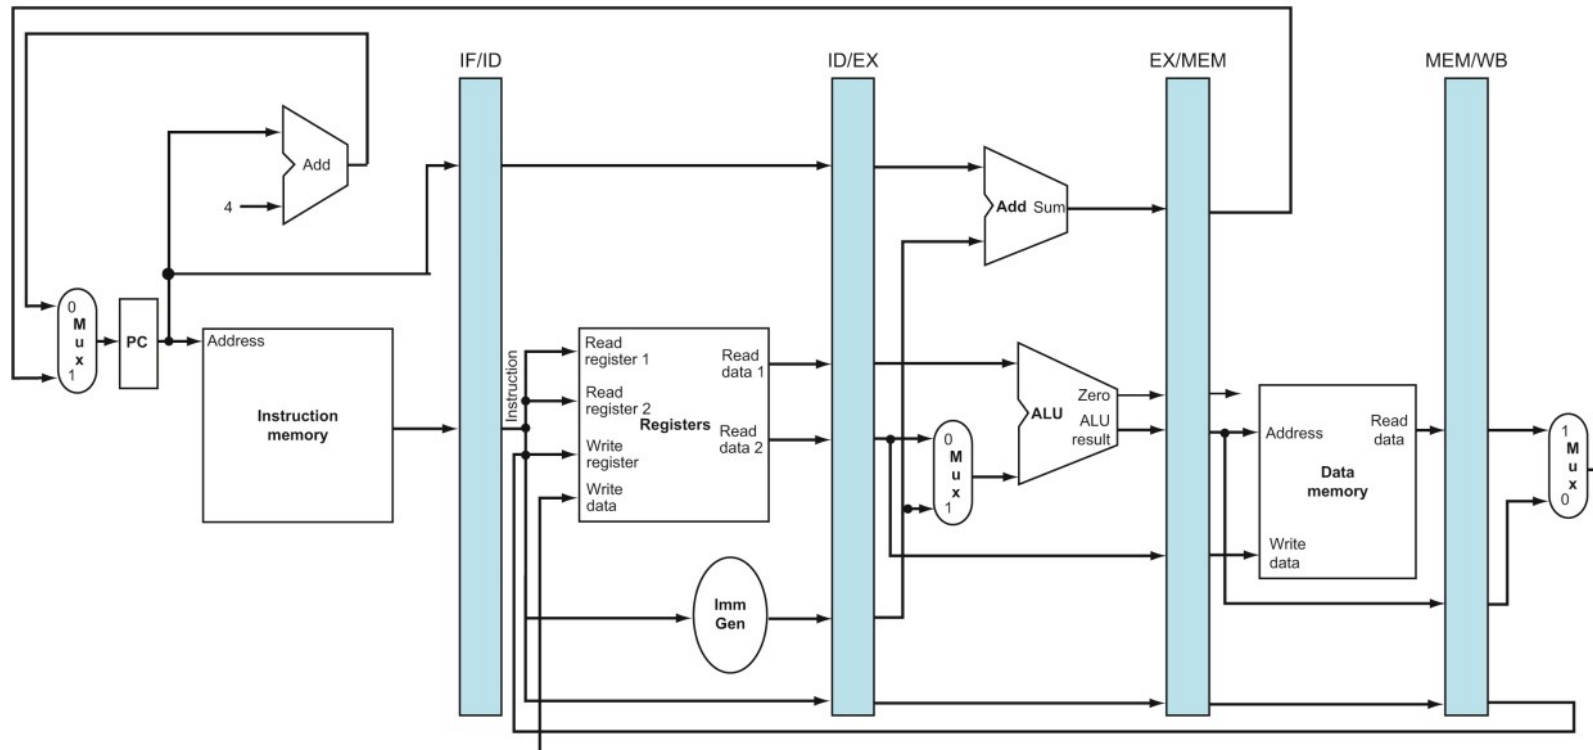 IF/ID
ID/EX
EX/MEM
MEM/WB
Add
4
Add Sum
0
M
u
x
1
PC
Address
Instruction
memory
Instruction
Read
register 1
Read
register 2
Write
register
Write
data
Registers
Read
data 1
Read
data 2
Imm
Gen
0
M
u
x
1
Zero
ALU
ALU
result
Address
Read
data
Data
memory
Write
data
1
M
u
x
0